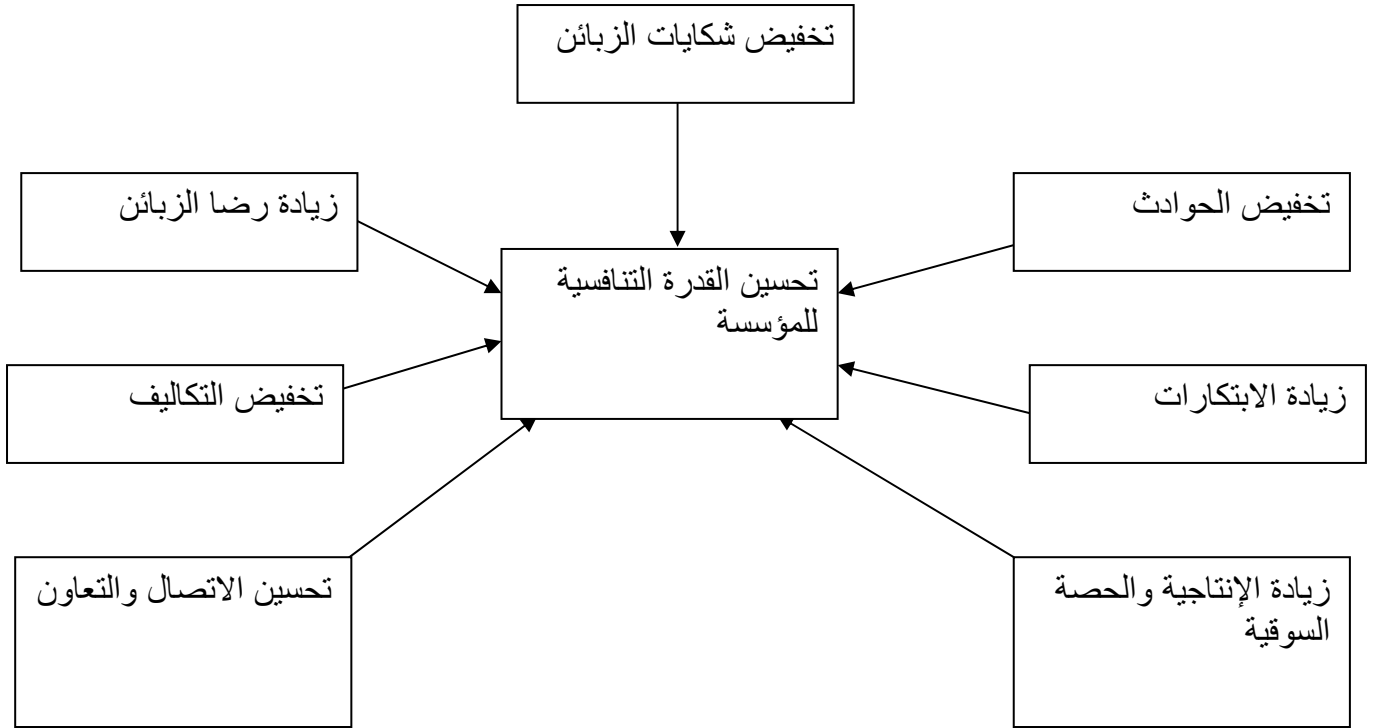 تخفيض شكايات الزبائن
تخفيض الحوادث
زيادة رضا الزبائن
تحسين القدرة التنافسية
للمؤسسة
زيادة الابتكارات
تخفيض التكاليف
زيادة الإنتاجية والحصة
السوقية
تحسين الاتصال والتعاون